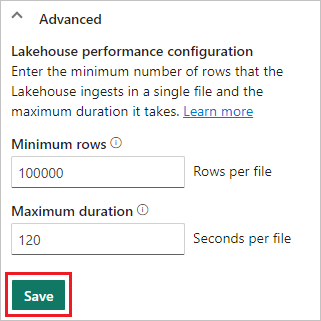 Advanced
Lakehouse performance configuration
Enter the minimum number of rows that the
Lakehouse ingests in a single file and the
maximum duration it takes. Learn more
Minimum rows
100000 Rows per file
Maximum duration
120 Seconds per file
Save